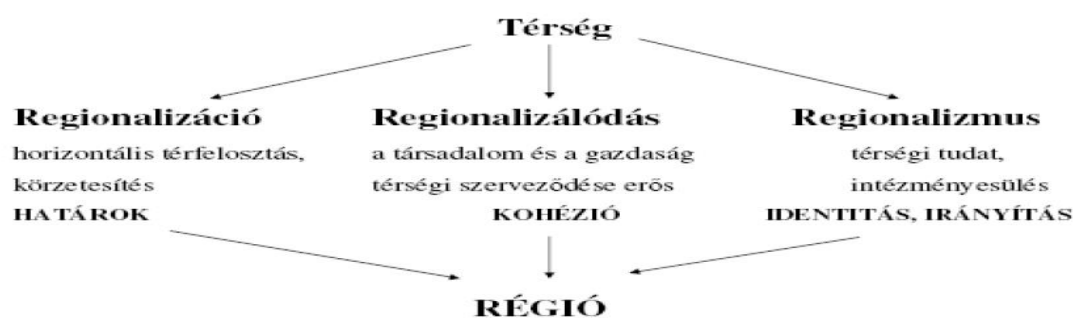 Térség
Regionalizáció
horizontális térfelosztás,
körzetesítés
HATÁROK
Regionalizálódás
a társadalom és a gazdaság
térségi szerveződése erős
KOHÉZIÓ
Regionalizmus
térségi tudat,
intézményesülés
IDENTITÁS, IRÁNYÍTÁS
RÉGIÓ